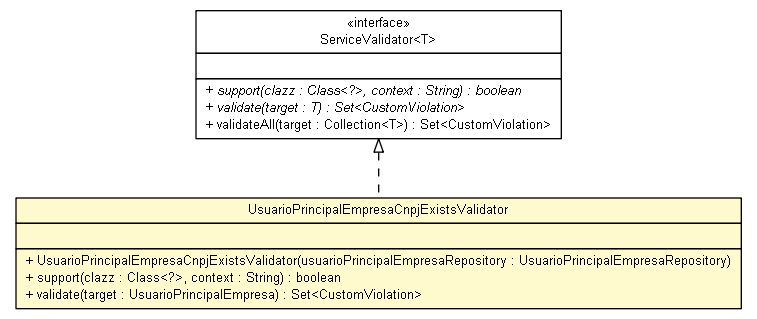 «interface»
ServiceValidator<T>
+ support(clazz : Class<?>, context : String) : boolean
+ validate(target : T) : Set<CustomViolation>
+ validateAll(target : Collection<T>) : Set<CustomViolation>
UsuarioPrincipalEmpresaCnpjExistsValidator
+ UsuarioPrincipalEmpresaCnpjExistsValidator(usuarioPrincipalEmpresaRepository : UsuarioPrincipalEmpresaRepository)
+ support(clazz : Class<?>, context : String) : boolean
+ validate(target : UsuarioPrincipalEmpresa) : Set<CustomViolation>